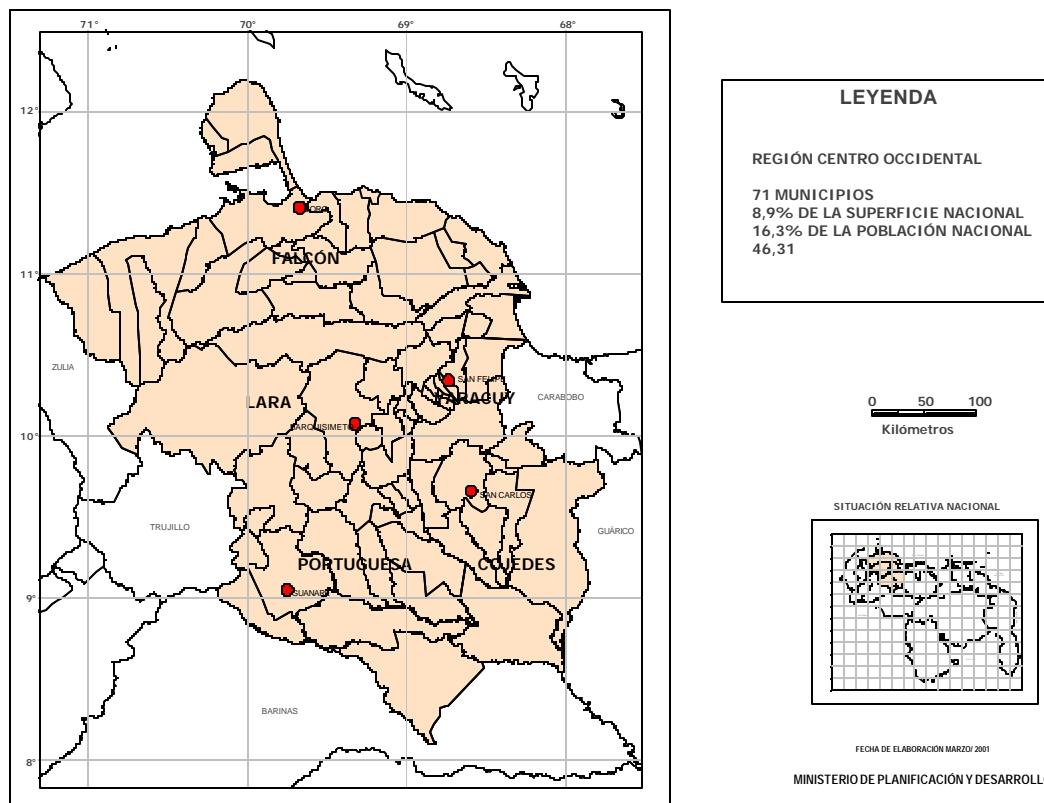 71°
70°
69°
68°
12°
11°
10°
9°
8°
FALCÓN
ZULIA
SAN FELIPE
LARA
YARACUY
CARABOBO
BARQUISIMETO
SAN CARLOS
TRUJILLO
GUÁRICO
PORTUGUESA
COJEDES
GUANARE
BARINAS
LEYENDA
REGIÓN CENTRO OCCIDENTAL
71 MUNICIPIOS
8,9% DE LA SUPERFICIE NACIONAL
16,3% DE LA POBLACIÓN NACIONAL
46,31
0 50 100
Kilómetros
SITUACIÓN RELATIVA NACIONAL
FECHA DE ELABORACIÓN MARZO/ 2001
MINISTERIO DE PLANIFICACIÓN Y DESARROLLO